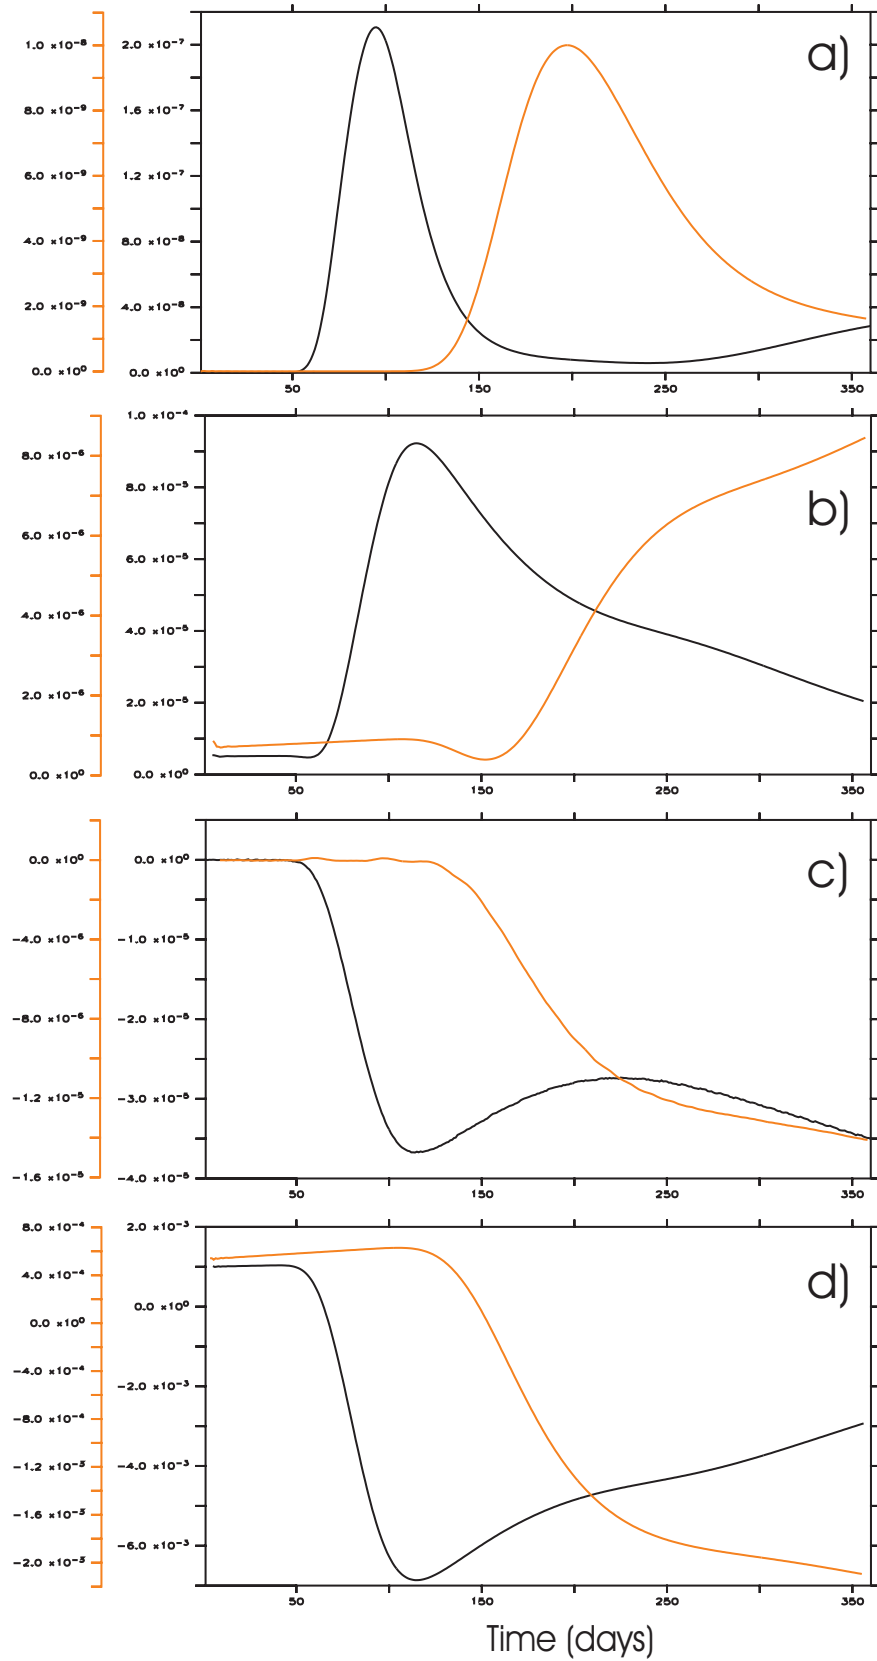 1.0 ×10⁻⁸ 2.0 ×10⁻⁷ a)
8.0 ×10⁻⁹ 1.6 ×10⁻⁷
6.0 ×10⁻⁹ 1.2 ×10⁻⁷
4.0 ×10⁻⁹ 8.0 ×10⁻⁸
2.0 ×10⁻⁹ 4.0 ×10⁻⁸
0.0 ×10⁰ 0.0 ×10⁰
50 150 250 350
1.0 ×10⁻⁴
8.0 ×10⁻⁶ 8.0 ×10⁻⁵ b)
6.0 ×10⁻⁶ 6.0 ×10⁻⁵
4.0 ×10⁻⁶ 4.0 ×10⁻⁵
2.0 ×10⁻⁶ 2.0 ×10⁻⁵
0.0 ×10⁰ 0.0 ×10⁰
50 150 250 350
0.0 ×10⁰ 0.0 ×10⁰ c)
−4.0 ×10⁻⁶ −1.0 ×10⁻⁵
−8.0 ×10⁻⁶ −2.0 ×10⁻⁵
−1.2 ×10⁻⁵ −3.0 ×10⁻⁵
−1.6 ×10⁻⁵ −4.0 ×10⁻⁵
50 150 250 350
8.0 ×10⁻⁴ 2.0 ×10⁻³
4.0 ×10⁻⁴ d)
0.0 ×10⁰ 0.0 ×10⁰
−4.0 ×10⁻⁴ −2.0 ×10⁻³
−8.0 ×10⁻⁴
−1.2 ×10⁻³ −4.0 ×10⁻³
−1.6 ×10⁻³
−2.0 ×10⁻³ −6.0 ×10⁻³
50 150 250 350
Time (days)